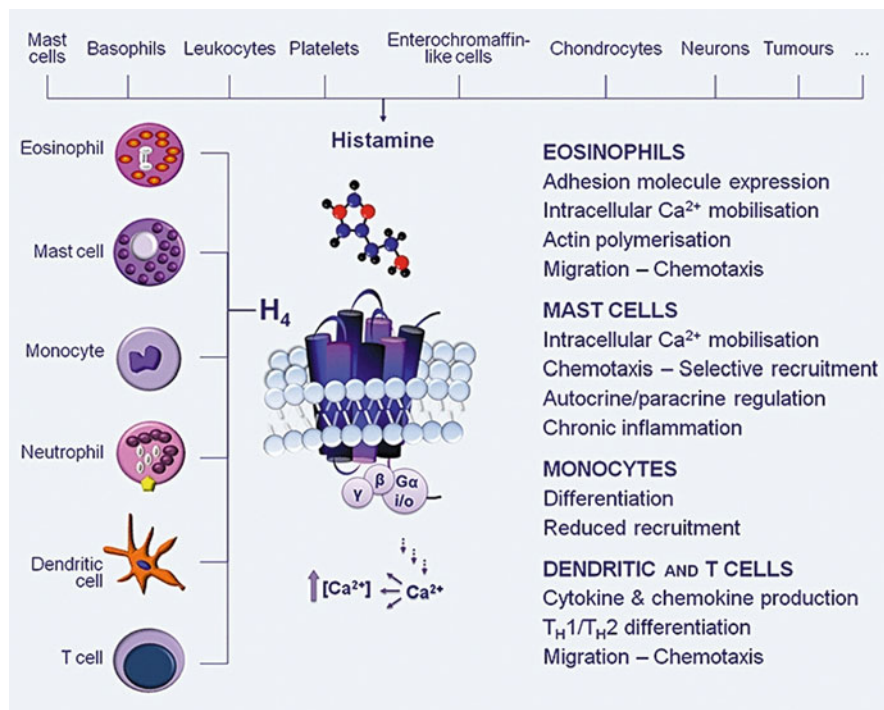 Mast cells
Basophils
Leukocytes
Platelets
Enterochromaffin-
like cells
Chondrocytes
Neurons
Tumours
...
Histamine
Eosinophil
Mast cell
Monocyte
Neutrophil
Dendritic
cell
T cell
H₄
γ
β
Gα
i/o
[Ca²⁺]
Ca²⁺
EOSINOPHILS
Adhesion molecule expression
Intracellular Ca²⁺ mobilisation
Actin polymerisation
Migration – Chemotaxis
MAST CELLS
Intracellular Ca²⁺ mobilisation
Chemotaxis – Selective recruitment
Autocrine/paracrine regulation
Chronic inflammation
MONOCYTES
Differentiation
Reduced recruitment
DENDRITIC AND T CELLS
Cytokine & chemokine production
T_H1/T_H2 differentiation
Migration – Chemotaxis